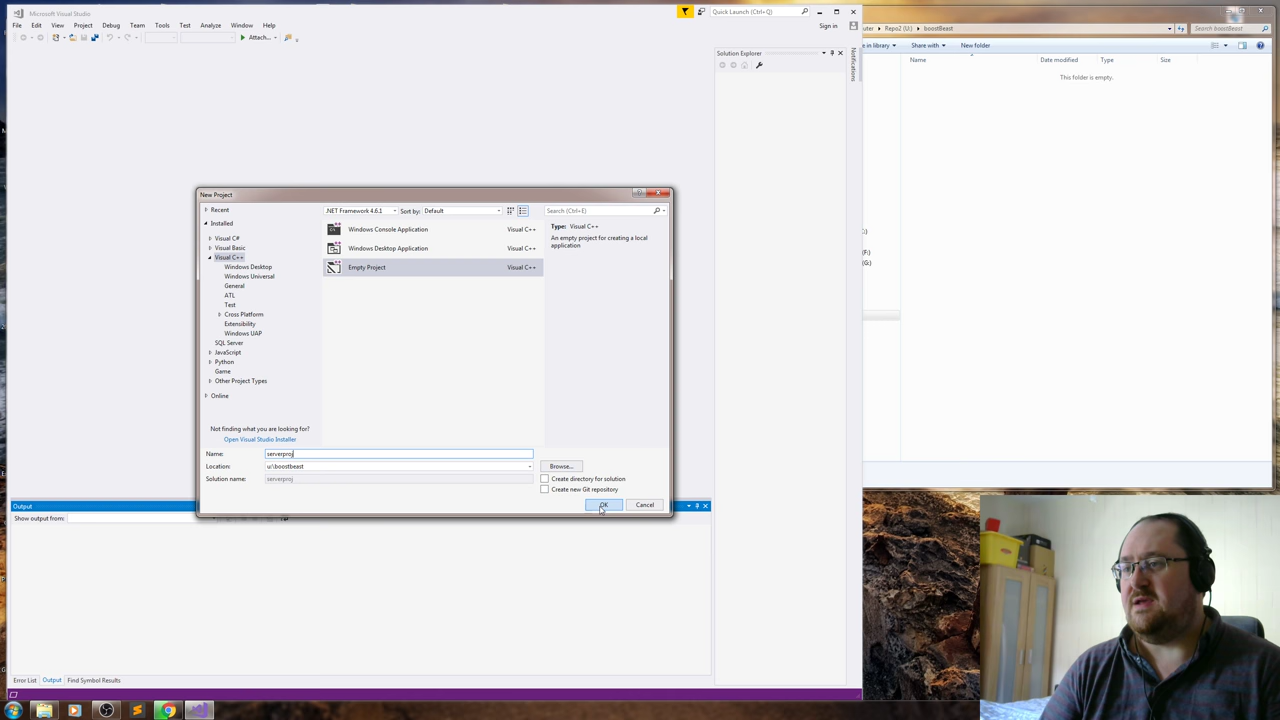 Microsoft Visual Studio
Quick Launch (Ctrl+Q)
File Edit View Project Debug Team Tools Test Analyze Window Help
Sign in
Attach...
Solution Explorer
Notifications
Repo2 (U:) boostBeast
Search boostBeast
Share with New folder
Name Date modified Type Size
This folder is empty.
New Project
Recent
.NET Framework 4.6.1 Sort by: Default
Search (Ctrl+E)
Installed
Visual C#
Visual Basic
Visual C++
Windows Desktop
Windows Universal
General
ATL
Test
Cross Platform
Extensibility
Windows UAP
SQL Server
JavaScript
Python
Game
Other Project Types
Online
Windows Console Application Visual C++
Windows Desktop Application Visual C++
Empty Project Visual C++
Type: Visual C++
An empty project for creating a local
application
Not finding what you are looking for?
Open Visual Studio Installer
Name: serverproj
Location: u:\boostbeast
Browse...
Solution name: serverproj
Create directory for solution
Create new Git repository
OK Cancel
Output
Show output from:
Error List Output Find Symbol Results
(F:)
(G:)